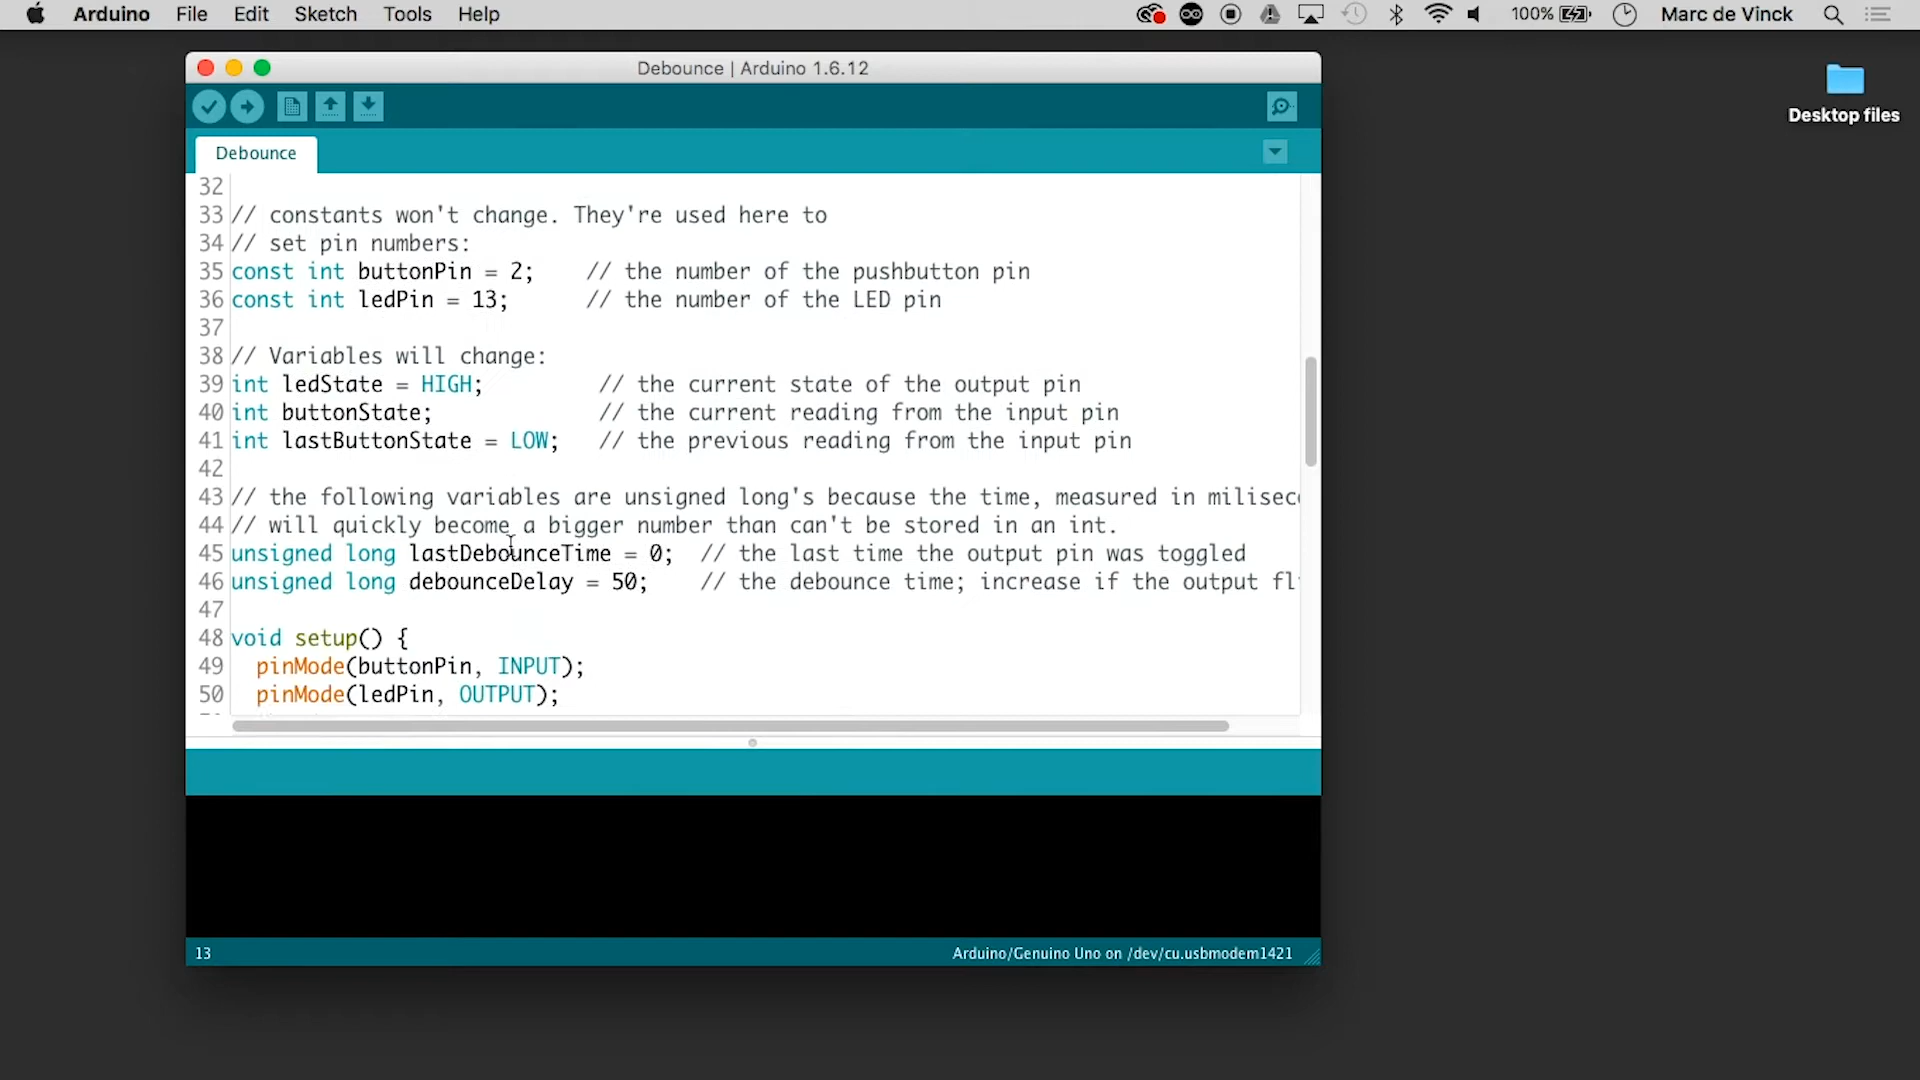 Arduino File Edit Sketch Tools Help 100% Marc de Vinck
Desktop files
Debounce | Arduino 1.6.12
Debounce
32
33 // constants won't change. They're used here to
34 // set pin numbers:
35 const int buttonPin = 2;    // the number of the pushbutton pin
36 const int ledPin = 13;      // the number of the LED pin
37
38 // Variables will change:
39 int ledState = HIGH;         // the current state of the output pin
40 int buttonState;             // the current reading from the input pin
41 int lastButtonState = LOW;   // the previous reading from the input pin
42
43 // the following variables are unsigned long's because the time, measured in milisec
44 // will quickly become a bigger number than can't be stored in an int.
45 unsigned long lastDebounceTime = 0;  // the last time the output pin was toggled
46 unsigned long debounceDelay = 50;    // the debounce time; increase if the output fl
47
48 void setup() {
49   pinMode(buttonPin, INPUT);
50   pinMode(ledPin, OUTPUT);
13 Arduino/Genuino Uno on /dev/cu.usbmodem1421